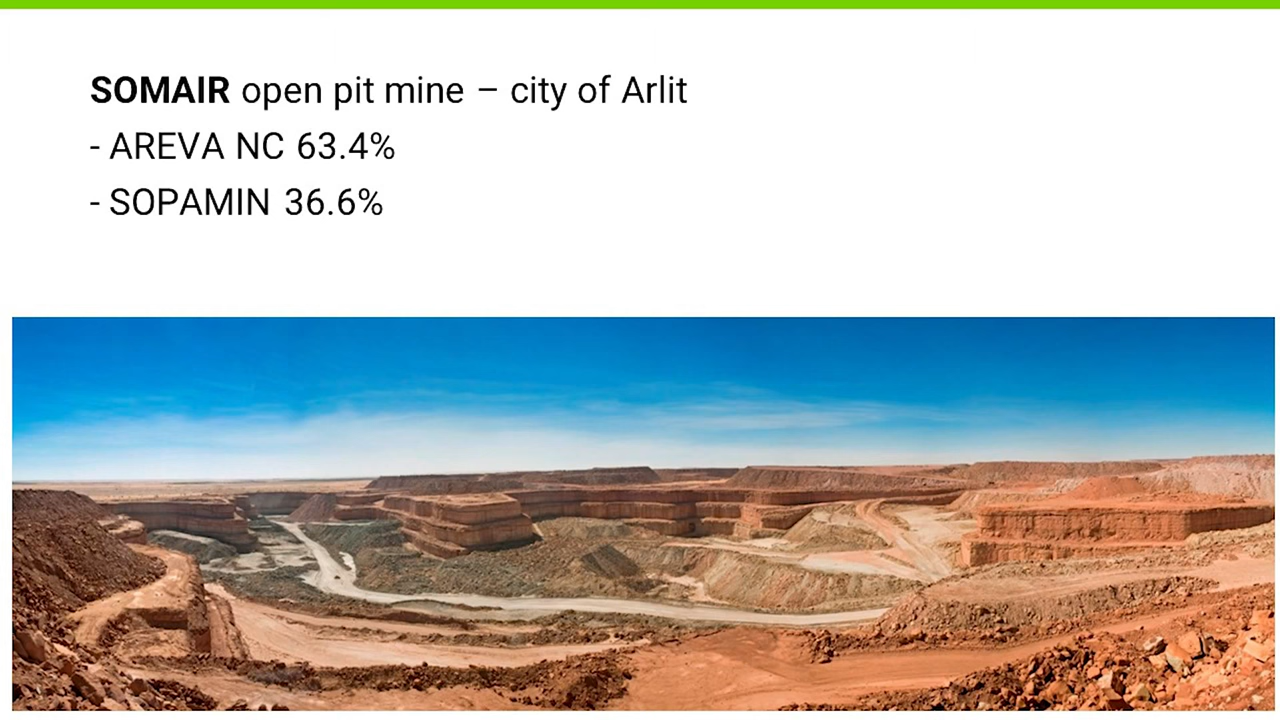 SOMAIR open pit mine – city of Arlit
- AREVA NC 63.4%
- SOPAMIN 36.6%